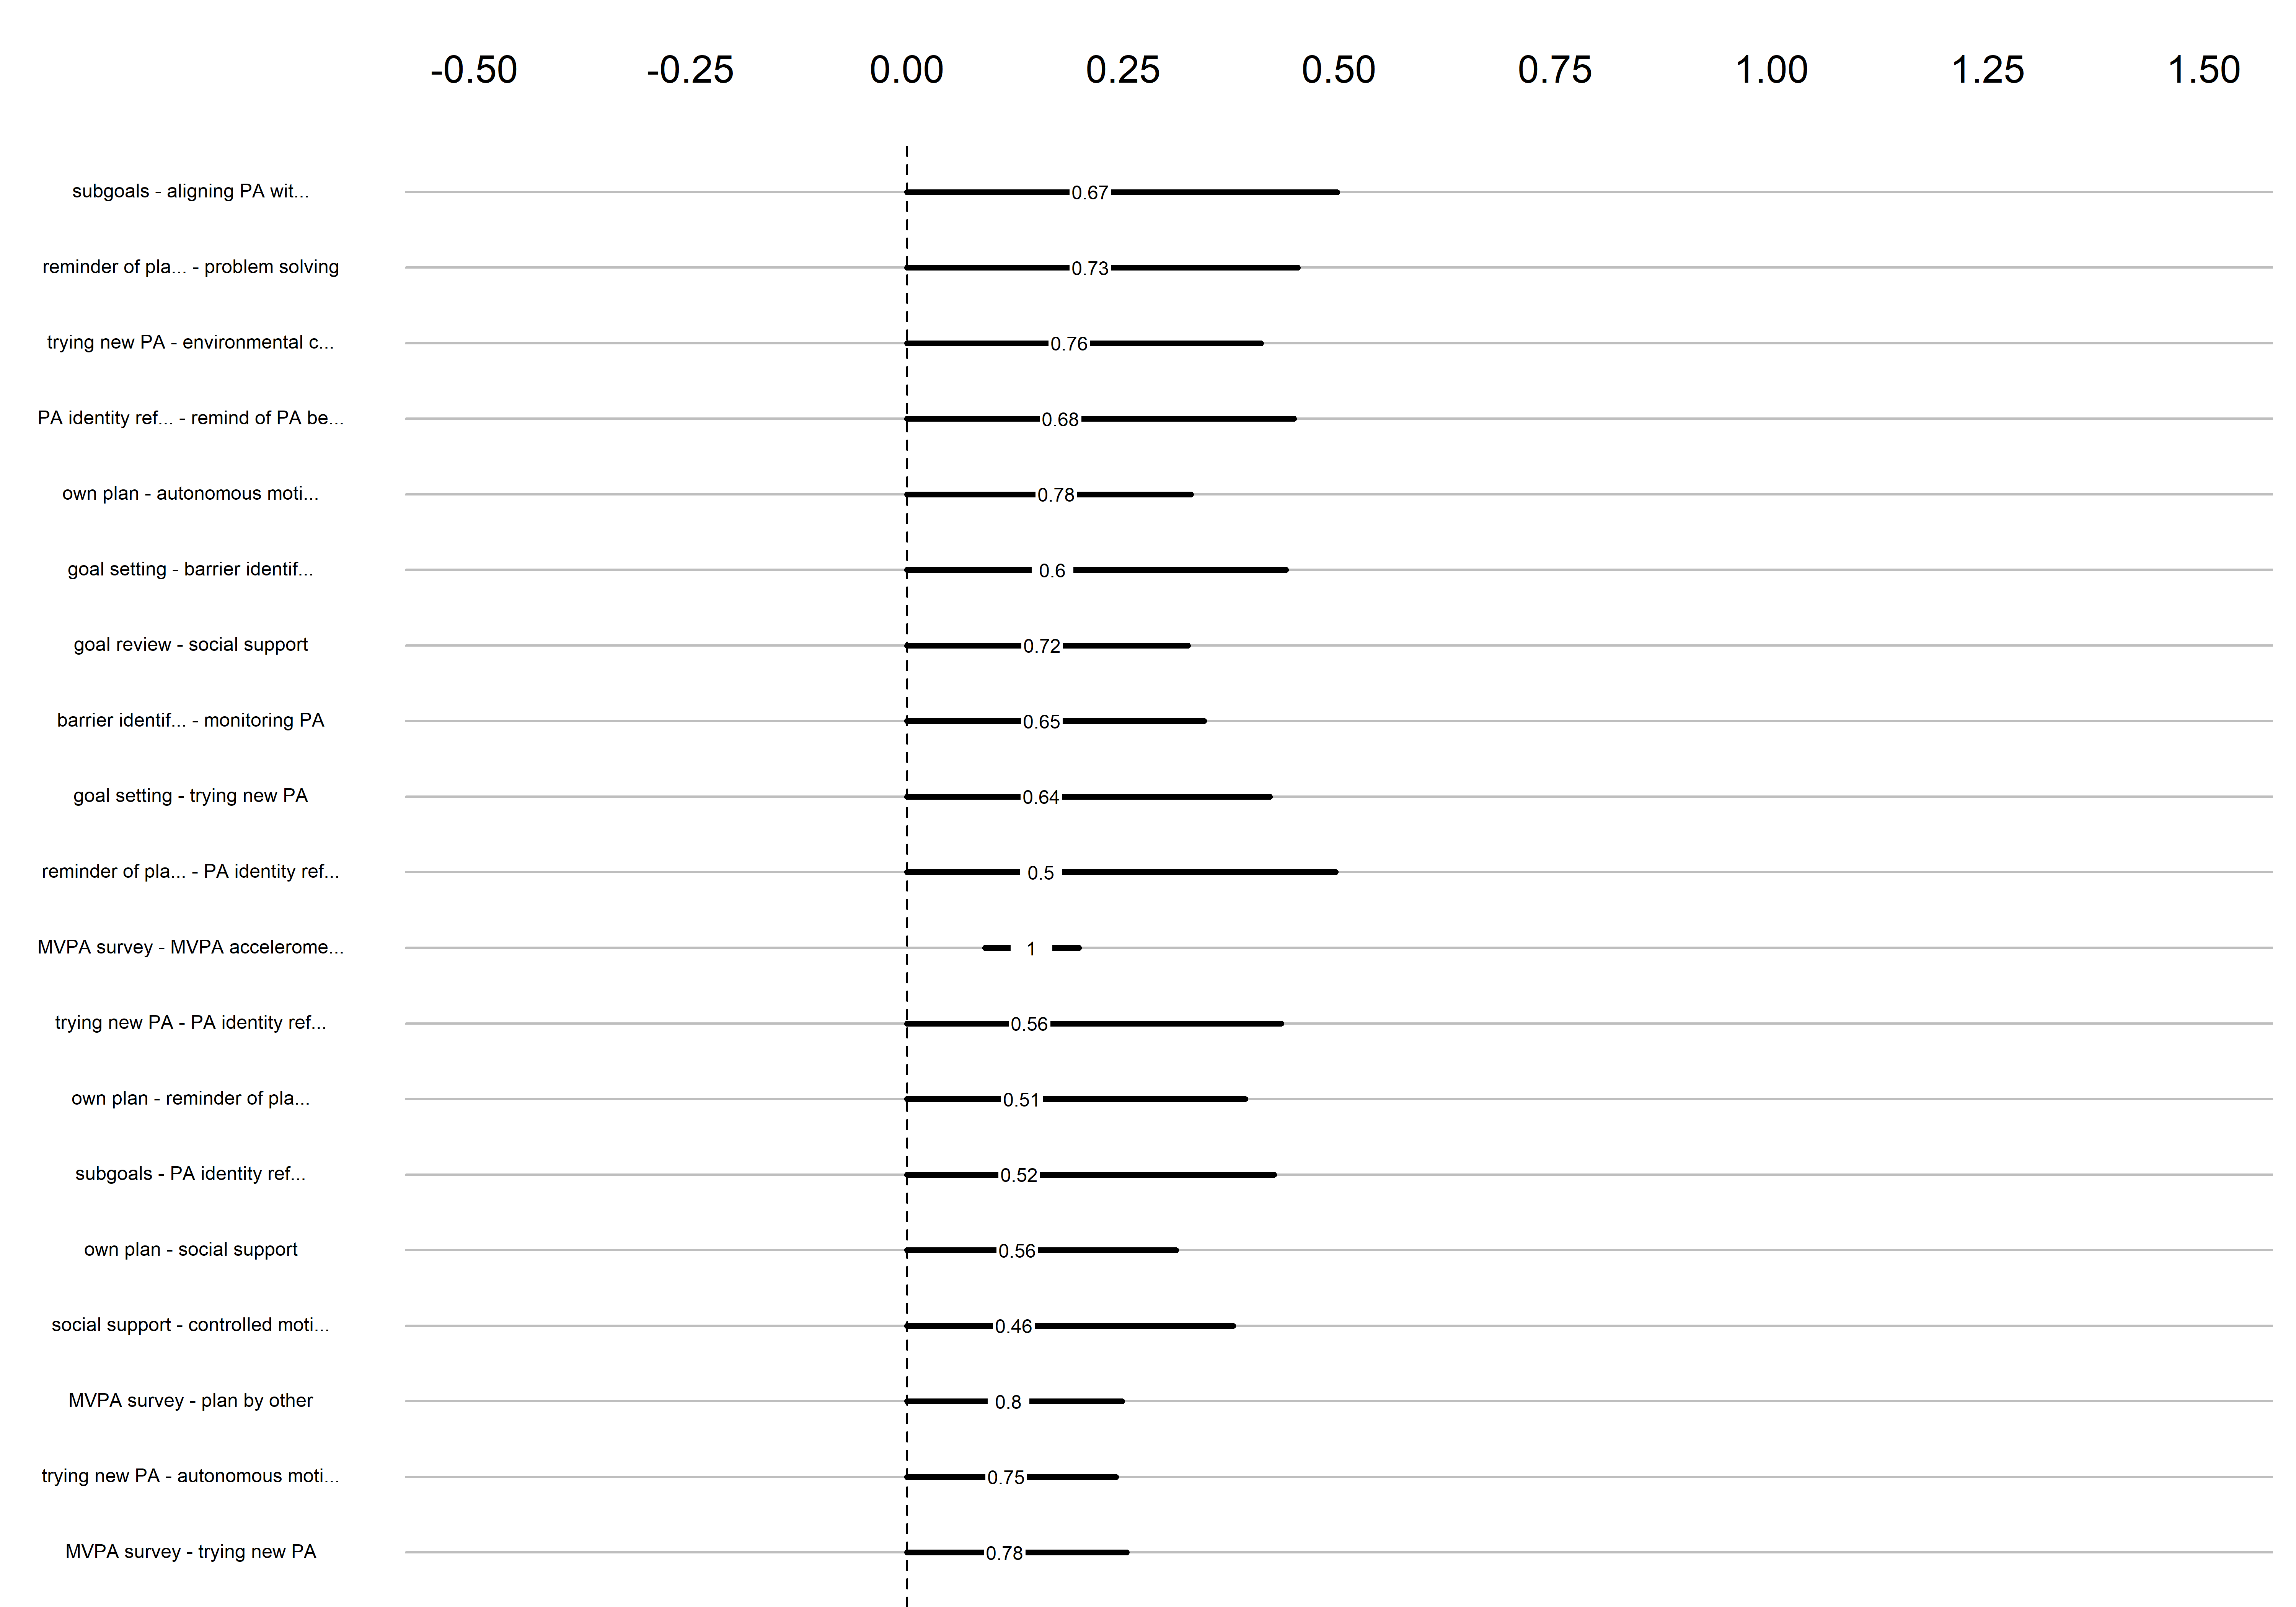 -0.50 -0.25 0.00 0.25 0.50 0.75 1.00 1.25 1.50
subgoals - aligning PA wit... 0.67
reminder of pla... - problem solving 0.73
trying new PA - environmental c... 0.76
PA identity ref... - remind of PA be... 0.68
own plan - autonomous moti... 0.78
goal setting - barrier identif... 0.6
goal review - social support 0.72
barrier identif... - monitoring PA 0.65
goal setting - trying new PA 0.64
reminder of pla... - PA identity ref... 0.5
MVPA survey - MVPA accelerome... 1
trying new PA - PA identity ref... 0.56
own plan - reminder of pla... 0.51
subgoals - PA identity ref... 0.52
own plan - social support 0.56
social support - controlled moti... 0.46
MVPA survey - plan by other 0.8
trying new PA - autonomous moti... 0.75
MVPA survey - trying new PA 0.78